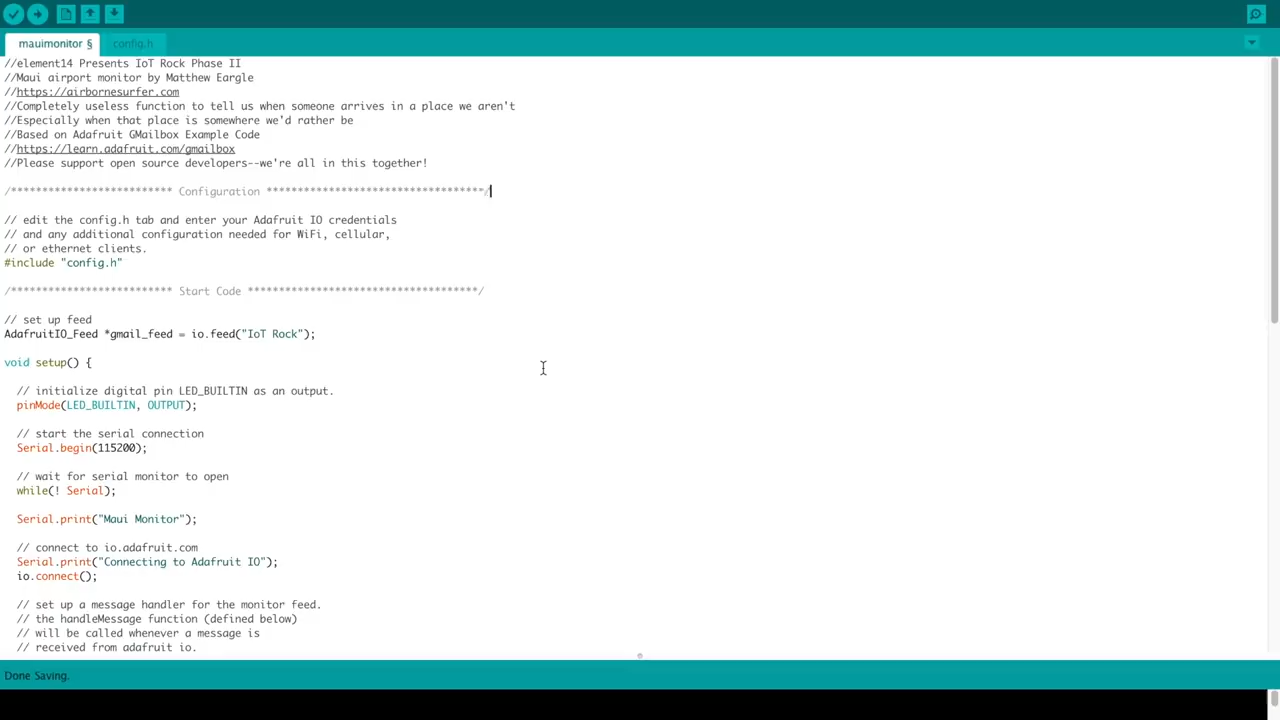 mauimonitor §
config.h
//element14 Presents IoT Rock Phase II
//Maui airport monitor by Matthew Eargle
//https://airbornesurfer.com
//Completely useless function to tell us when someone arrives in a place we aren't
//Especially when that place is somewhere we'd rather be
//Based on Adafruit GMailbox Example Code
//https://learn.adafruit.com/gmailbox
//Please support open source developers--we're all in this together!
/************************** Configuration ***********************************/
// edit the config.h tab and enter your Adafruit IO credentials
// and any additional configuration needed for WiFi, cellular,
// or ethernet clients.
#include "config.h"
/************************** Start Code *************************************/
// set up feed
AdafruitIO_Feed *gmail_feed = io.feed("IoT Rock");
void setup() {
// initialize digital pin LED_BUILTIN as an output.
pinMode(LED_BUILTIN, OUTPUT);
// start the serial connection
Serial.begin(115200);
// wait for serial monitor to open
while(! Serial);
Serial.print("Maui Monitor");
// connect to io.adafruit.com
Serial.print("Connecting to Adafruit IO");
io.connect();
// set up a message handler for the monitor feed.
// the handleMessage function (defined below)
// will be called whenever a message is
// received from adafruit io.
Done Saving.